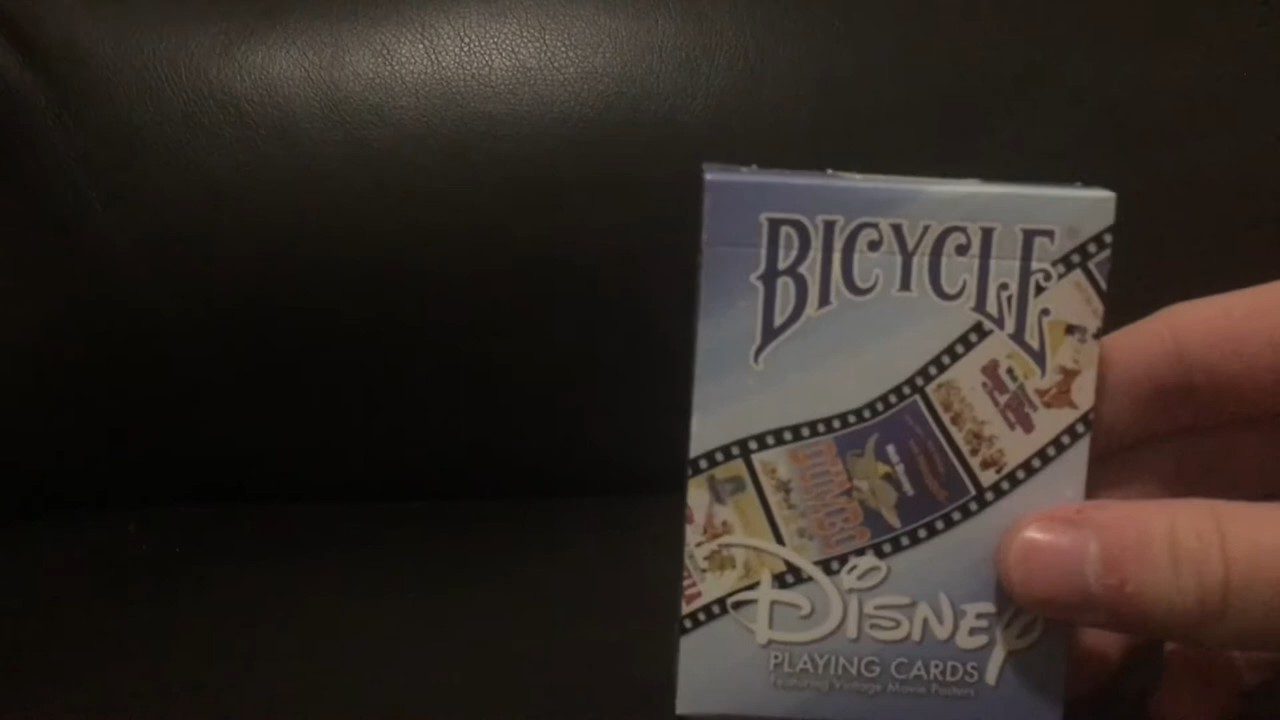 BICYCLE
DUMBO
DISNEY
PLAYING CARDS
Featuring Vintage Movie Posters